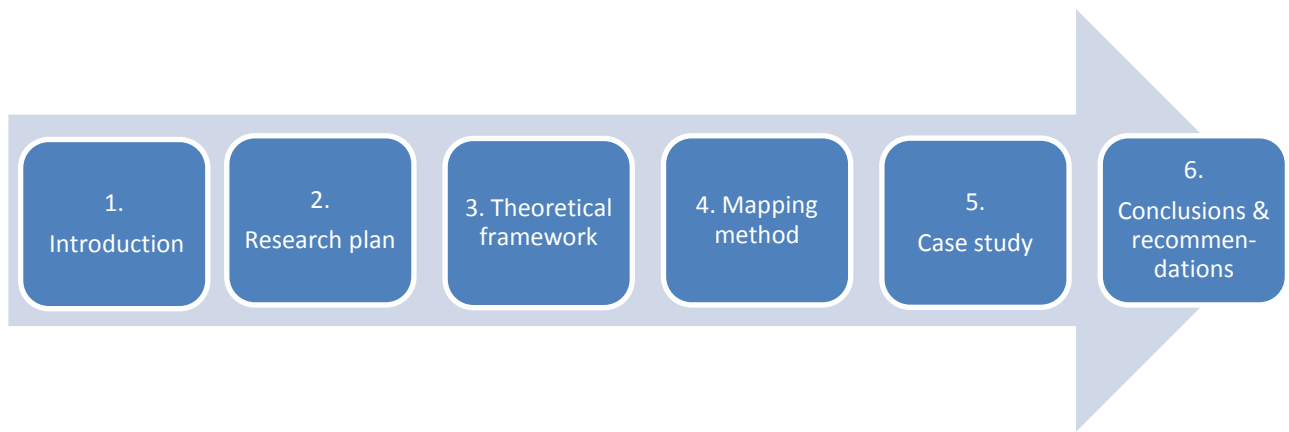 1.
Introduction
2.
Research plan
3. Theoretical
framework
4. Mapping
method
5.
Case study
6.
Conclusions &
recommen-
dations